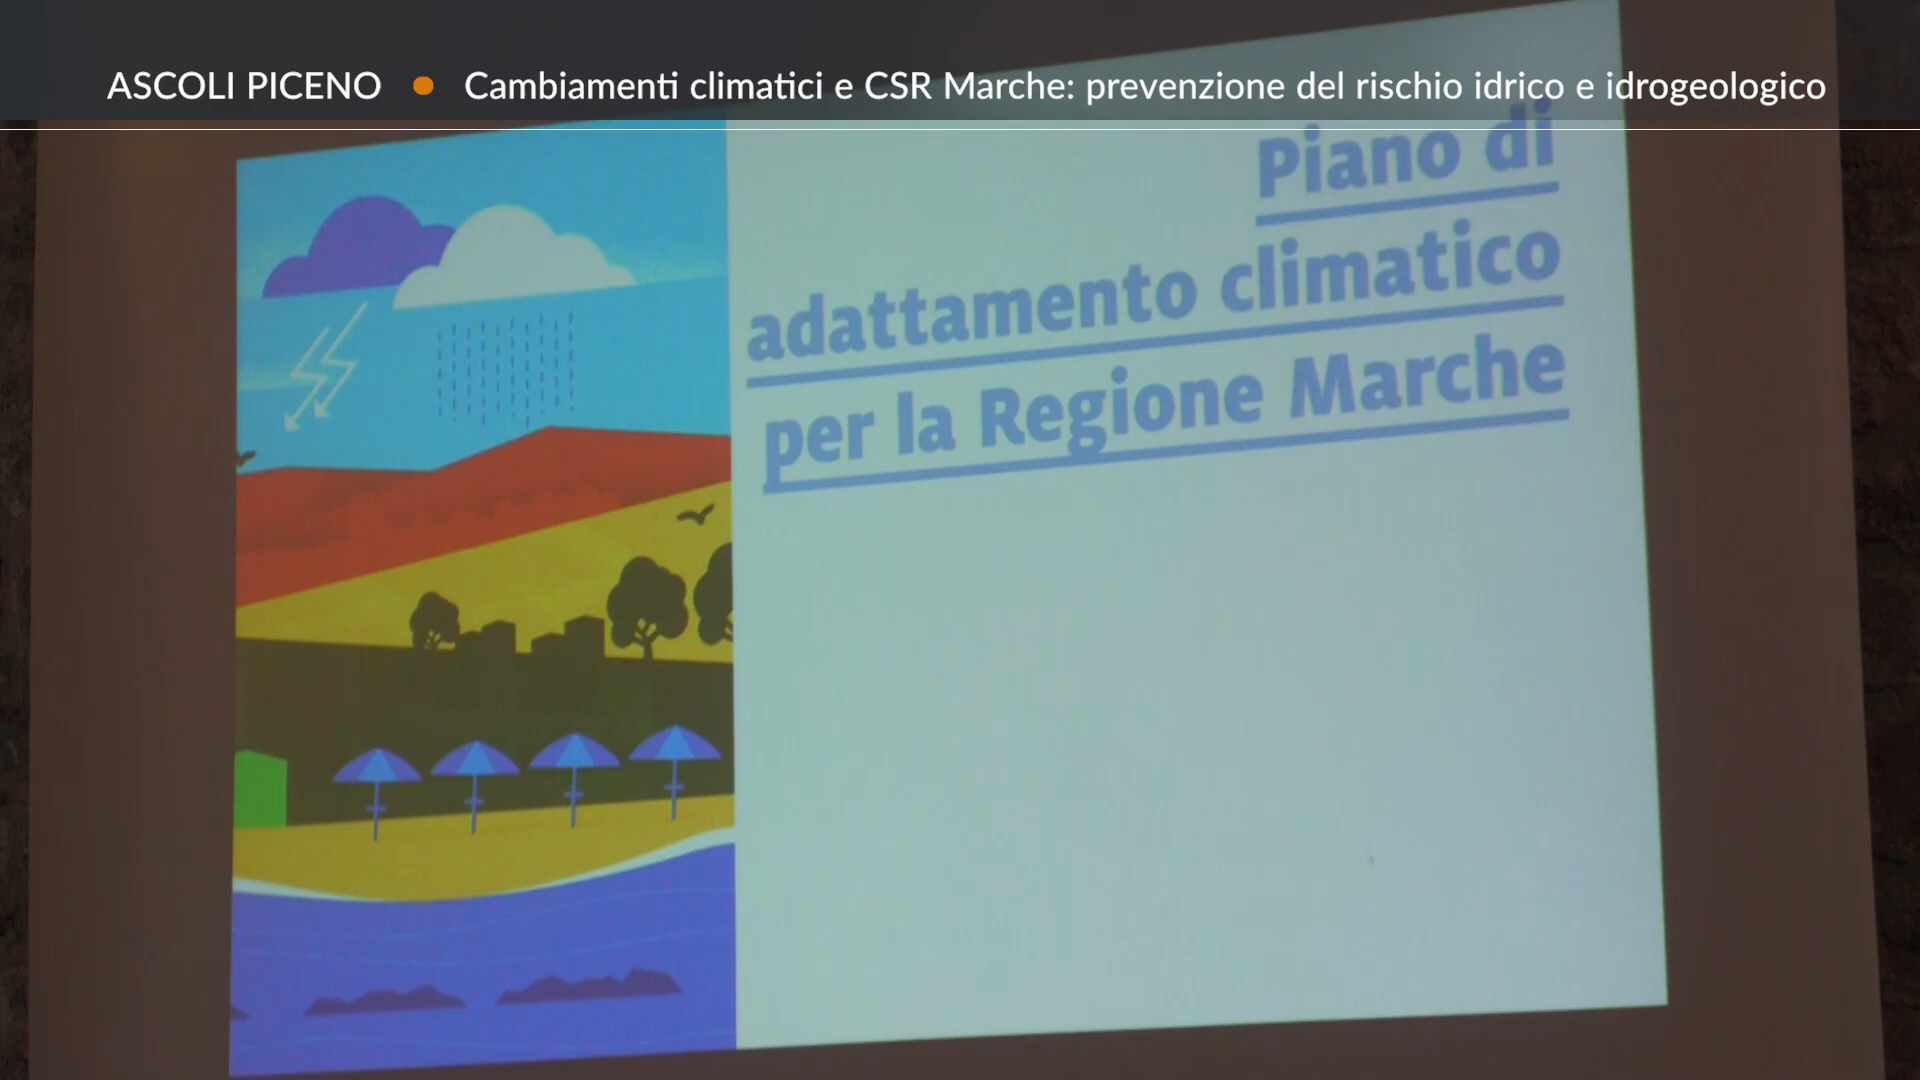 ASCOLI PICENO ● Cambiamenti climatici e CSR Marche: prevenzione del rischio idrico e idrogeologico
Piano di
adattamento climatico
per la Regione Marche